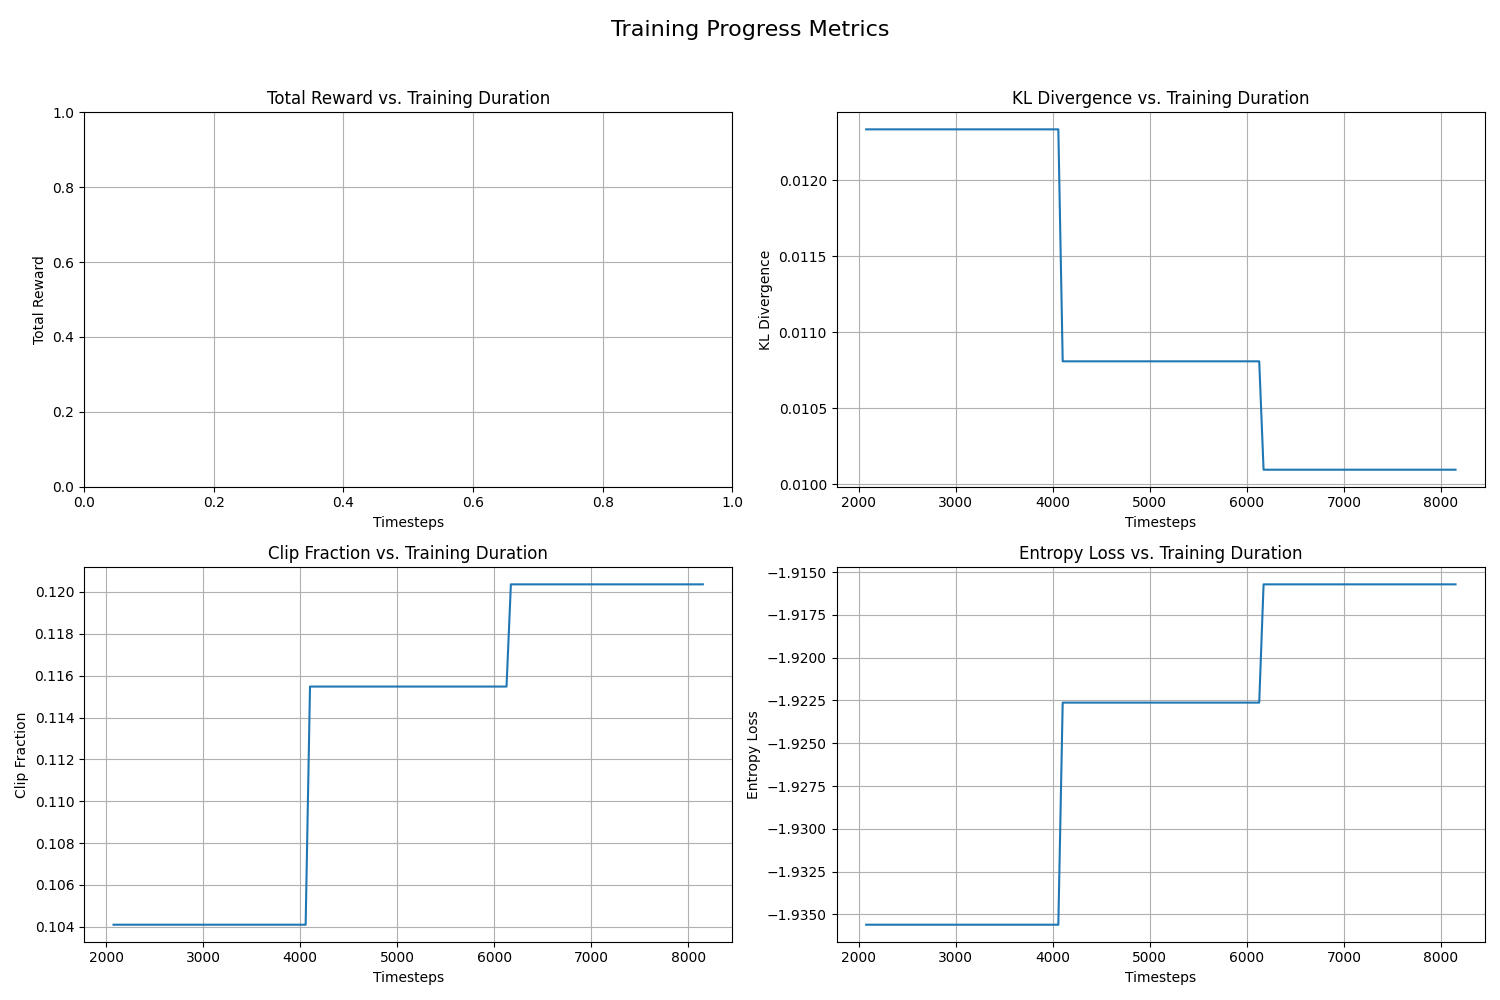 Training Progress Metrics
Total Reward vs. Training Duration
1.0
0.8
0.6
0.4
0.2
0.0
Total Reward
0.0 0.2 0.4 0.6 0.8 1.0
Timesteps
KL Divergence vs. Training Duration
0.0120
0.0115
0.0110
0.0105
0.0100
KL Divergence
2000 3000 4000 5000 6000 7000 8000
Timesteps
Clip Fraction vs. Training Duration
0.120
0.118
0.116
0.114
0.112
0.110
0.108
0.106
0.104
Clip Fraction
2000 3000 4000 5000 6000 7000 8000
Timesteps
Entropy Loss vs. Training Duration
−1.9150
−1.9175
−1.9200
−1.9225
−1.9250
−1.9275
−1.9300
−1.9325
−1.9350
Entropy Loss
2000 3000 4000 5000 6000 7000 8000
Timesteps